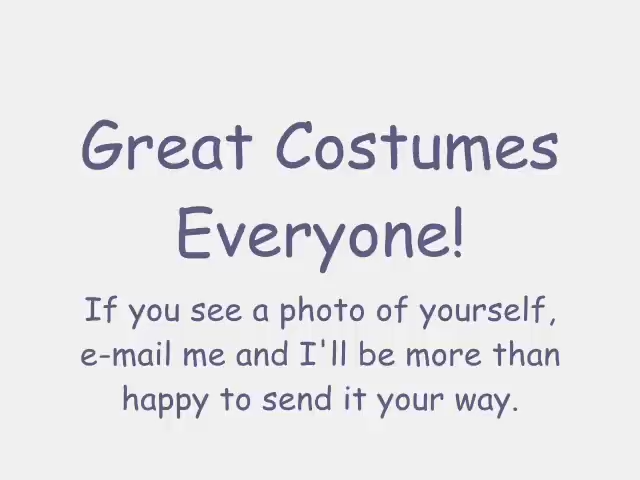 Great Costumes
Everyone!
If you see a photo of yourself,
e-mail me and I'll be more than
happy to send it your way.